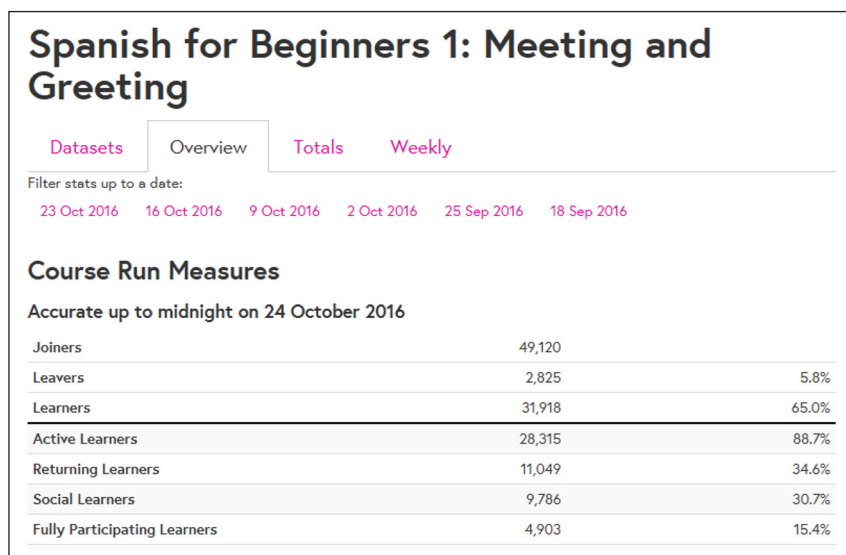 Spanish for Beginners 1: Meeting and
Greeting
Datasets Overview Totals Weekly
Filter stats up to a date:
23 Oct 2016 16 Oct 2016 9 Oct 2016 2 Oct 2016 25 Sep 2016 18 Sep 2016
Course Run Measures
Accurate up to midnight on 24 October 2016
Joiners 49,120
Leavers 2,825 5.8%
Learners 31,918 65.0%
Active Learners 28,315 88.7%
Returning Learners 11,049 34.6%
Social Learners 9,786 30.7%
Fully Participating Learners 4,903 15.4%